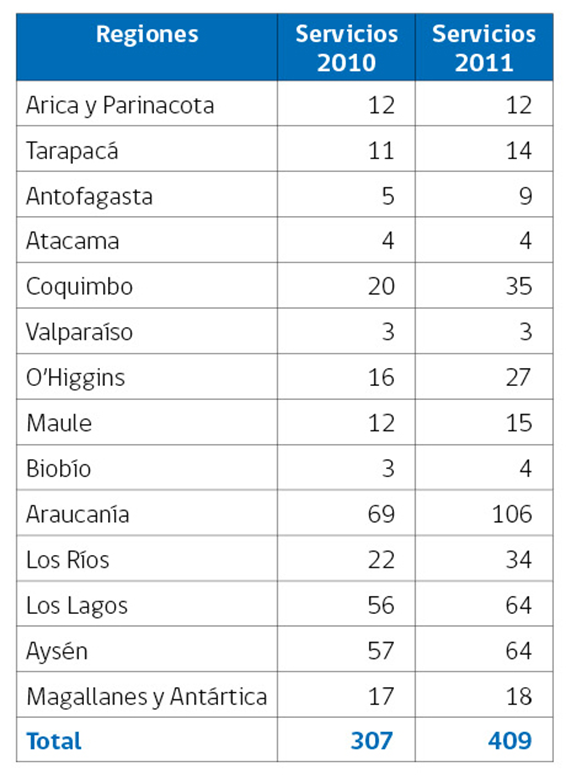 Regiones Servicios 2010 Servicios 2011
Arica y Parinacota 12 12
Tarapacá 11 14
Antofagasta 5 9
Atacama 4 4
Coquimbo 20 35
Valparaíso 3 3
O’Higgins 16 27
Maule 12 15
Biobío 3 4
Araucanía 69 106
Los Ríos 22 34
Los Lagos 56 64
Aysén 57 64
Magallanes y Antártica 17 18
Total 307 409